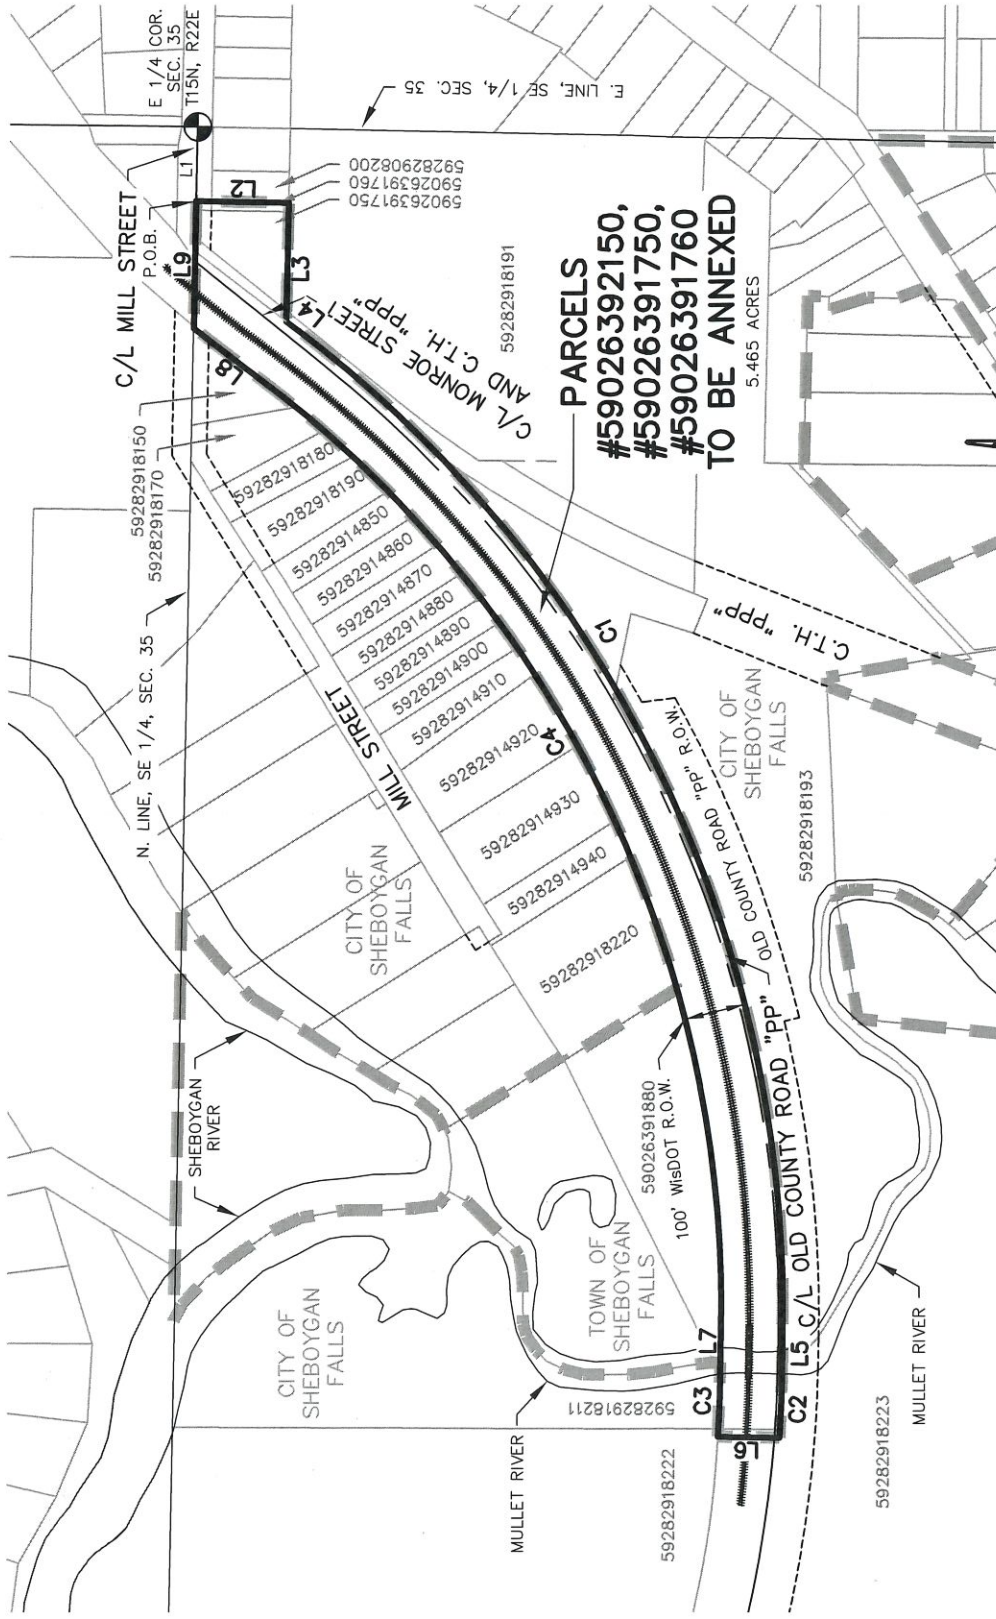 E 1/4 COR.
SEC. 35
T15N, R22E
C/L MILL STREET
P.O.B.
L1
L9
L2
L3
L4
L8
E. LINE, SE 1/4, SEC. 35
59282908200
59026391760
59026391750
59282918191
C/L MONROE STREET
AND C.T.H. "PPP"
PARCELS
#59026392150,
#59026391750,
#59026391760
TO BE ANNEXED
5.465 ACRES
59282918150
59282918170
N. LINE, SE 1/4, SEC. 35
59282918180
59282918190
59282914850
59282914860
59282914870
59282914880
59282914890
59282914900
59282914910
59282914920
59282914930
59282914940
59282918220
MILL STREET
C4
C1
C.T.H. "PPP"
CITY OF
SHEBOYGAN
FALLS
CITY OF
SHEBOYGAN
FALLS
59282918193
OLD COUNTY ROAD "PP" R.O.W.
SHEBOYGAN
RIVER
59026391880
100' WisDOT R.O.W.
TOWN OF
SHEBOYGAN
FALLS
CITY OF
SHEBOYGAN
FALLS
C/L OLD COUNTY ROAD "PP"
L7
L5
C3
C2
L6
59282918211
MULLET RIVER
MULLET RIVER
59282918222
59282918223